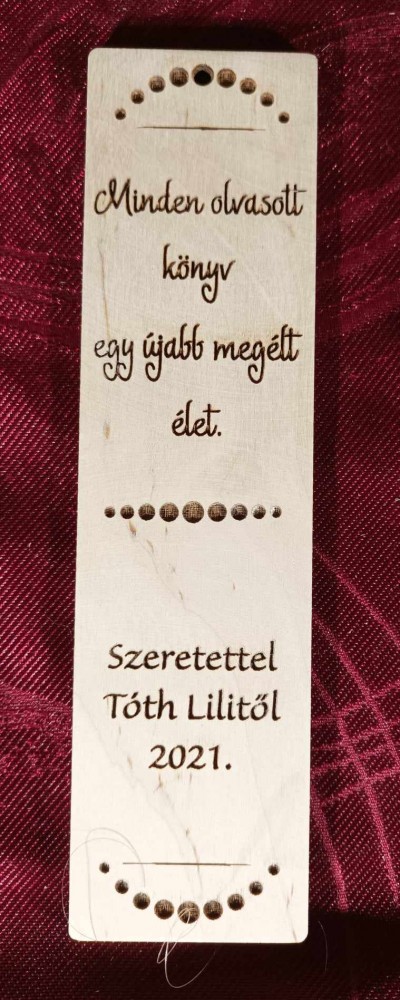 Minden olvasott
könyv
egy újabb megélt
élet.
Szeretettel
Tóth Lilitől
2021.